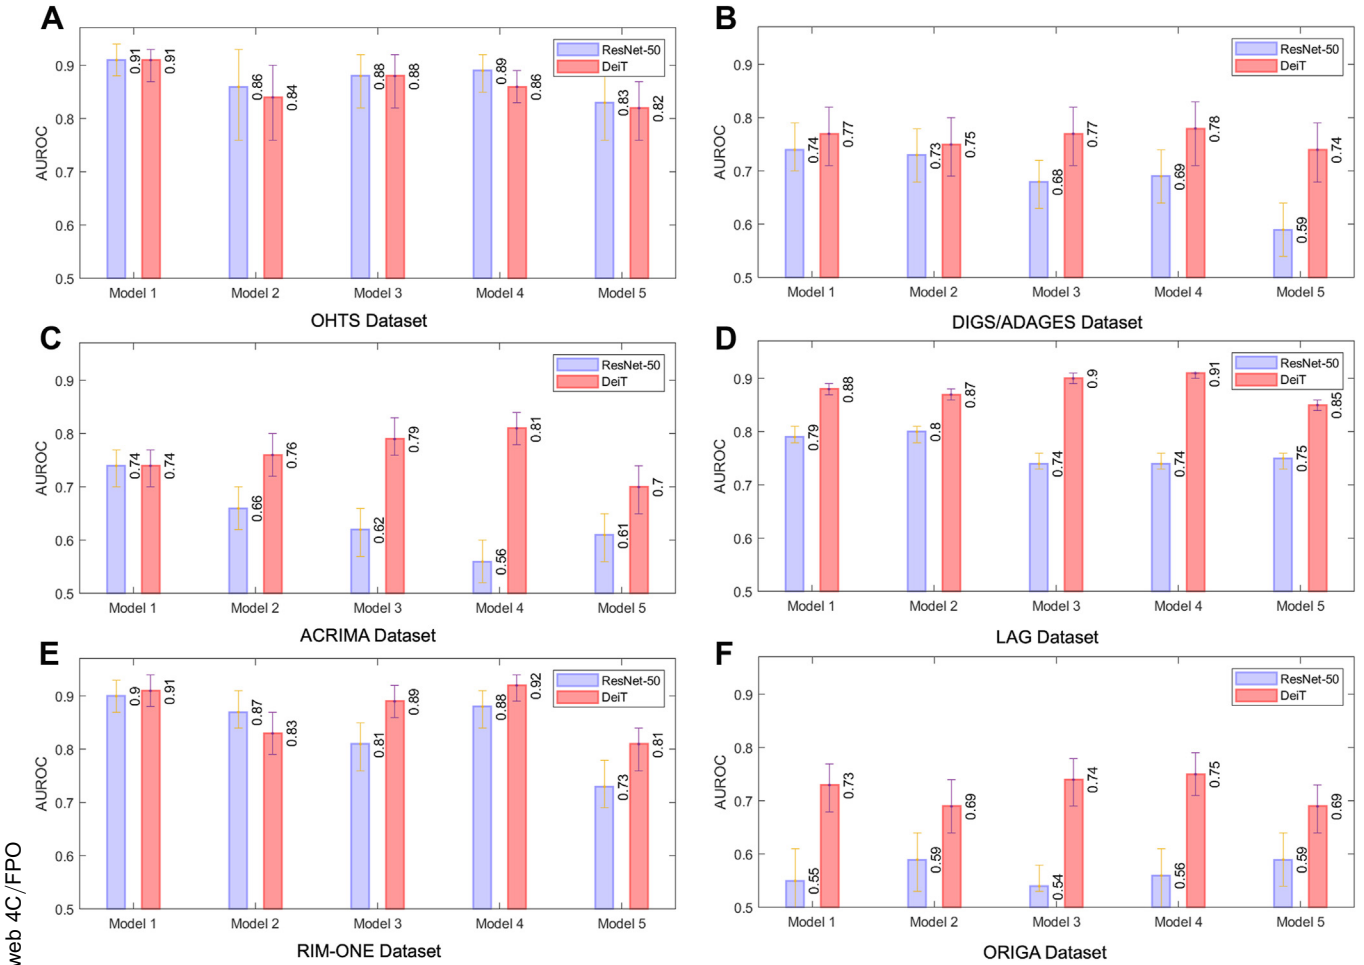 A
ResNet-50
DeiT
AUROC
0.9
0.8
0.7
0.6
0.5
0.91
0.91
0.86
0.84
0.88
0.88
0.89
0.86
0.83
0.82
Model 1
Model 2
Model 3
Model 4
Model 5
OHTS Dataset
B
ResNet-50
DeiT
AUROC
0.9
0.8
0.7
0.6
0.5
0.74
0.77
0.73
0.75
0.68
0.77
0.69
0.78
0.59
0.74
Model 1
Model 2
Model 3
Model 4
Model 5
DIGS/ADAGES Dataset
C
ResNet-50
DeiT
AUROC
0.9
0.8
0.7
0.6
0.5
0.74
0.74
0.66
0.76
0.62
0.79
0.56
0.81
0.61
0.7
Model 1
Model 2
Model 3
Model 4
Model 5
ACRIMA Dataset
D
ResNet-50
DeiT
AUROC
0.9
0.8
0.7
0.6
0.5
0.79
0.88
0.8
0.87
0.74
0.9
0.74
0.91
0.75
0.85
Model 1
Model 2
Model 3
Model 4
Model 5
LAG Dataset
E
ResNet-50
DeiT
AUROC
0.9
0.8
0.7
0.6
0.5
0.9
0.91
0.87
0.83
0.81
0.89
0.88
0.92
0.73
0.81
Model 1
Model 2
Model 3
Model 4
Model 5
RIM-ONE Dataset
F
ResNet-50
DeiT
AUROC
0.9
0.8
0.7
0.6
0.5
0.55
0.73
0.59
0.69
0.54
0.74
0.56
0.75
0.59
0.69
Model 1
Model 2
Model 3
Model 4
Model 5
ORIGA Dataset
web 4C/FPO